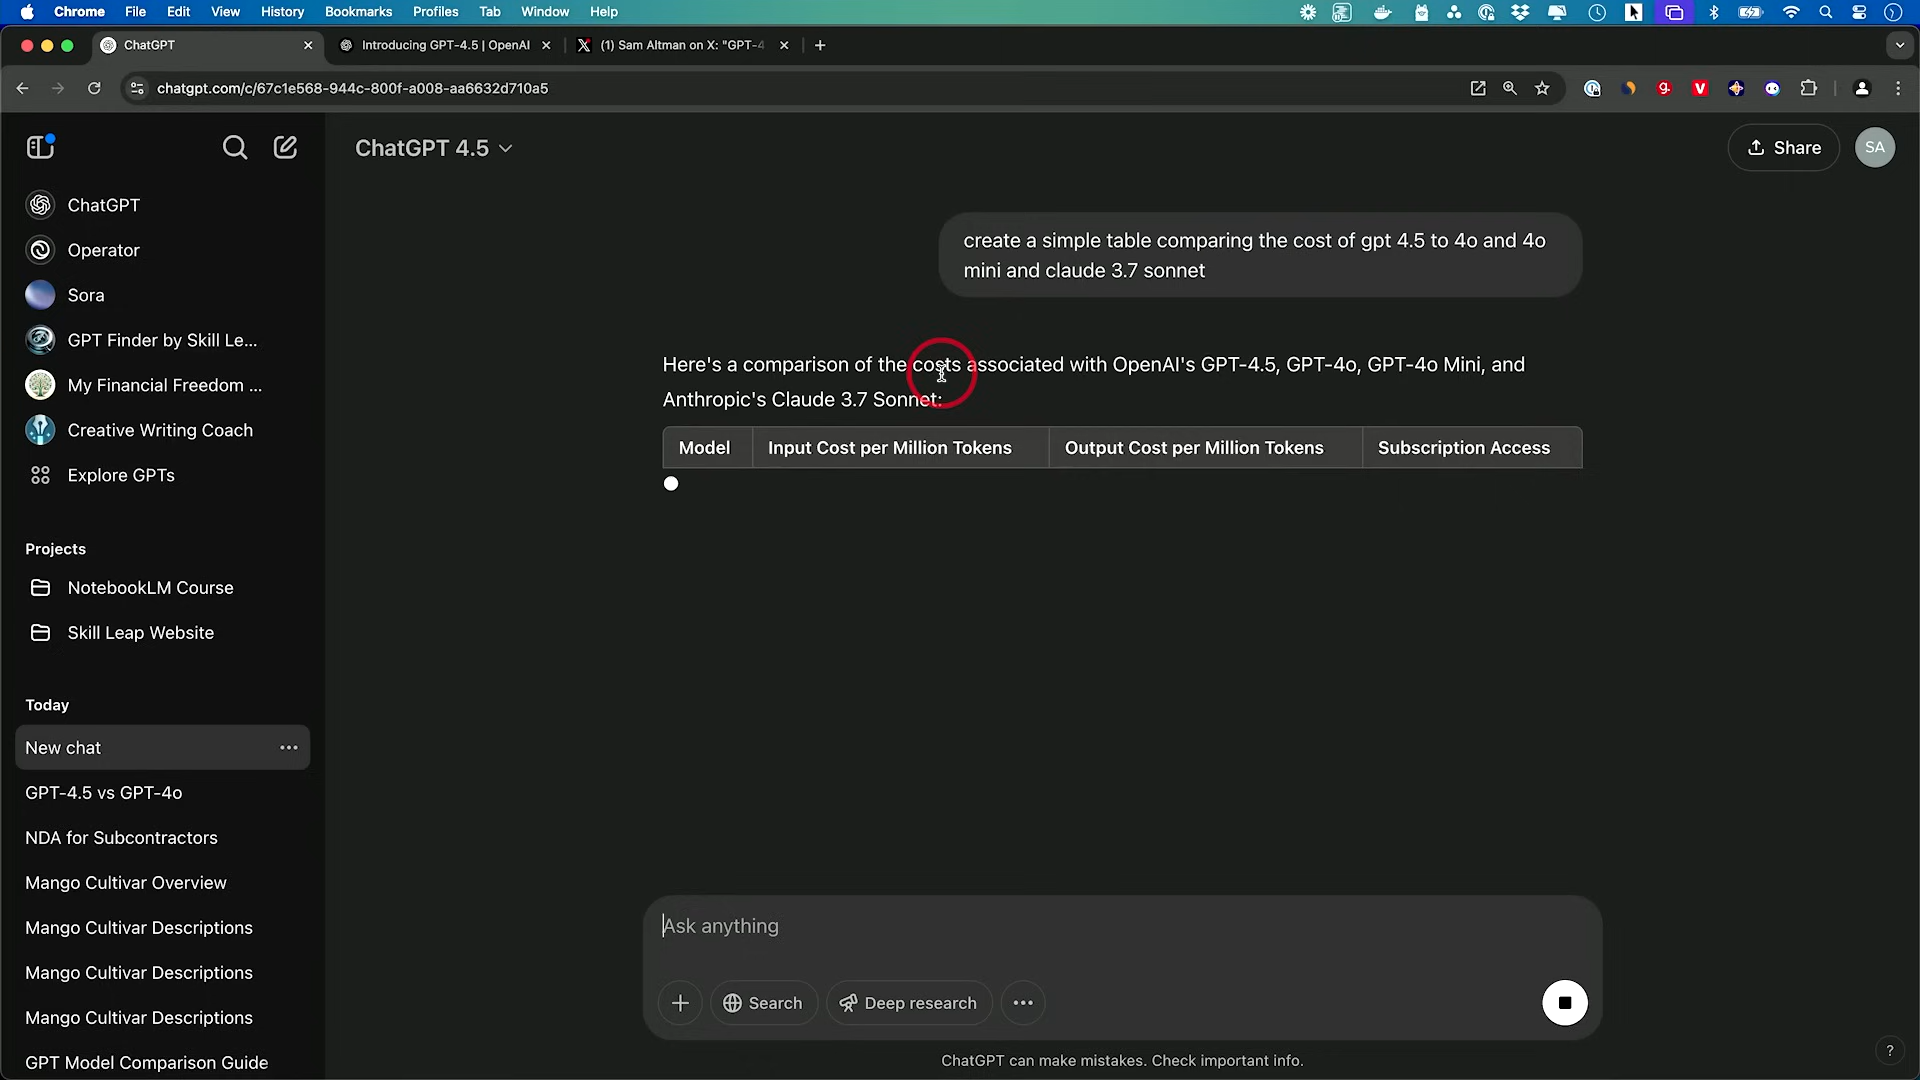 Chrome File Edit View History Bookmarks Profiles Tab Window Help
ChatGPT
Introducing GPT-4.5 | OpenAI
(1) Sam Altman on X: "GPT-4
chatgpt.com/c/67c1e568-944c-800f-a008-aa6632d710a5
ChatGPT 4.5
Share
SA
ChatGPT
Operator
Sora
GPT Finder by Skill Le...
My Financial Freedom ...
Creative Writing Coach
Explore GPTs
Projects
NotebookLM Course
Skill Leap Website
Today
New chat
GPT-4.5 vs GPT-4o
NDA for Subcontractors
Mango Cultivar Overview
Mango Cultivar Descriptions
Mango Cultivar Descriptions
Mango Cultivar Descriptions
GPT Model Comparison Guide
create a simple table comparing the cost of gpt 4.5 to 4o and 4o
mini and claude 3.7 sonnet
Here's a comparison of the costs associated with OpenAI's GPT-4.5, GPT-4o, GPT-4o Mini, and
Anthropic's Claude 3.7 Sonnet:
Model Input Cost per Million Tokens Output Cost per Million Tokens Subscription Access
Ask anything
Search Deep research
ChatGPT can make mistakes. Check important info.
?